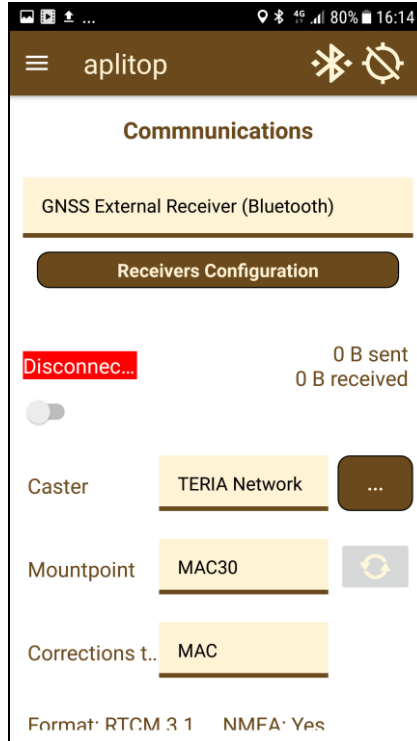 ... 4G 80% 16:14
aplitop
Commnunications
GNSS External Receiver (Bluetooth)
Receivers Configuration
Disconnec... 0 B sent
0 B received
Caster TERIA Network ...
Mountpoint MAC30
Corrections t.. MAC
Format: RTCM 3.1 NMEA: Yes